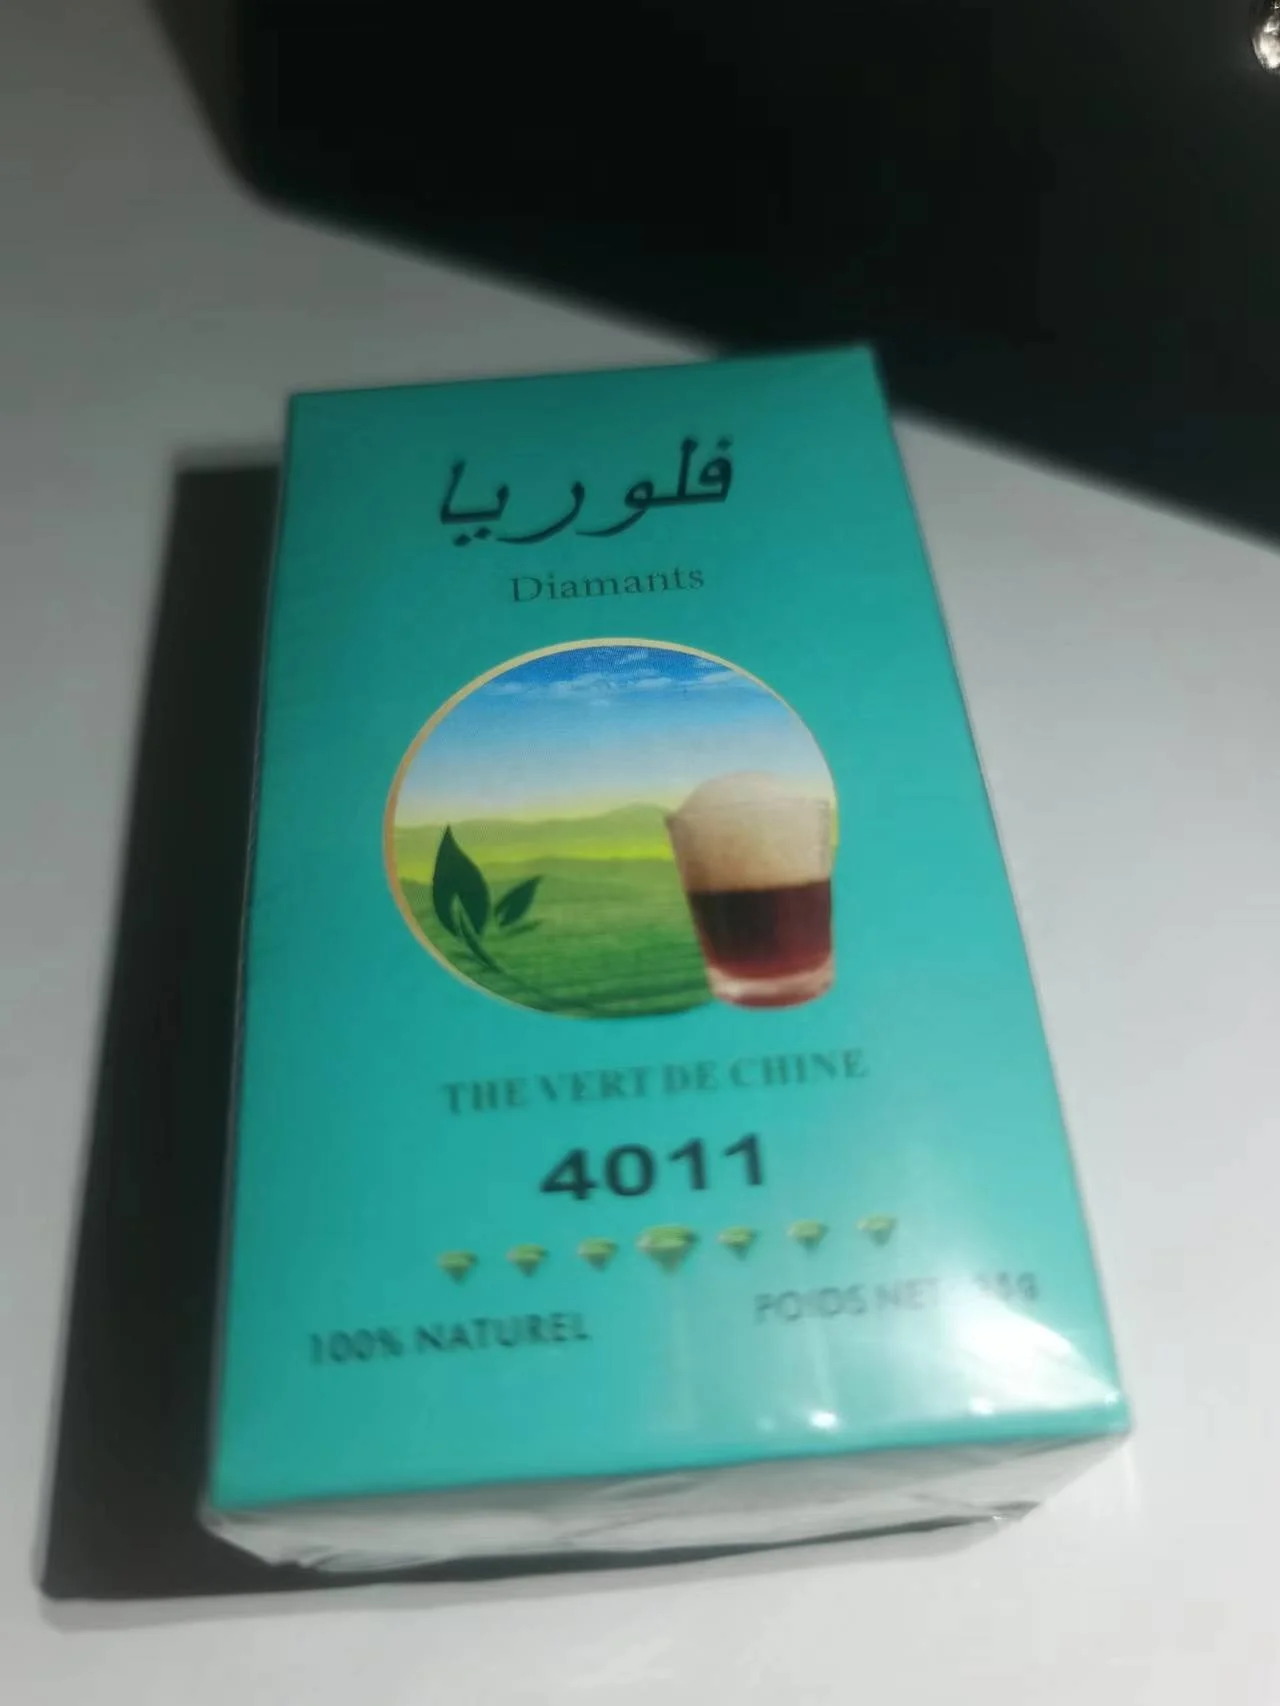 فلوريا
Diamants
THE VERT DE CHINE
4011
100% NATUREL
POIDS NET